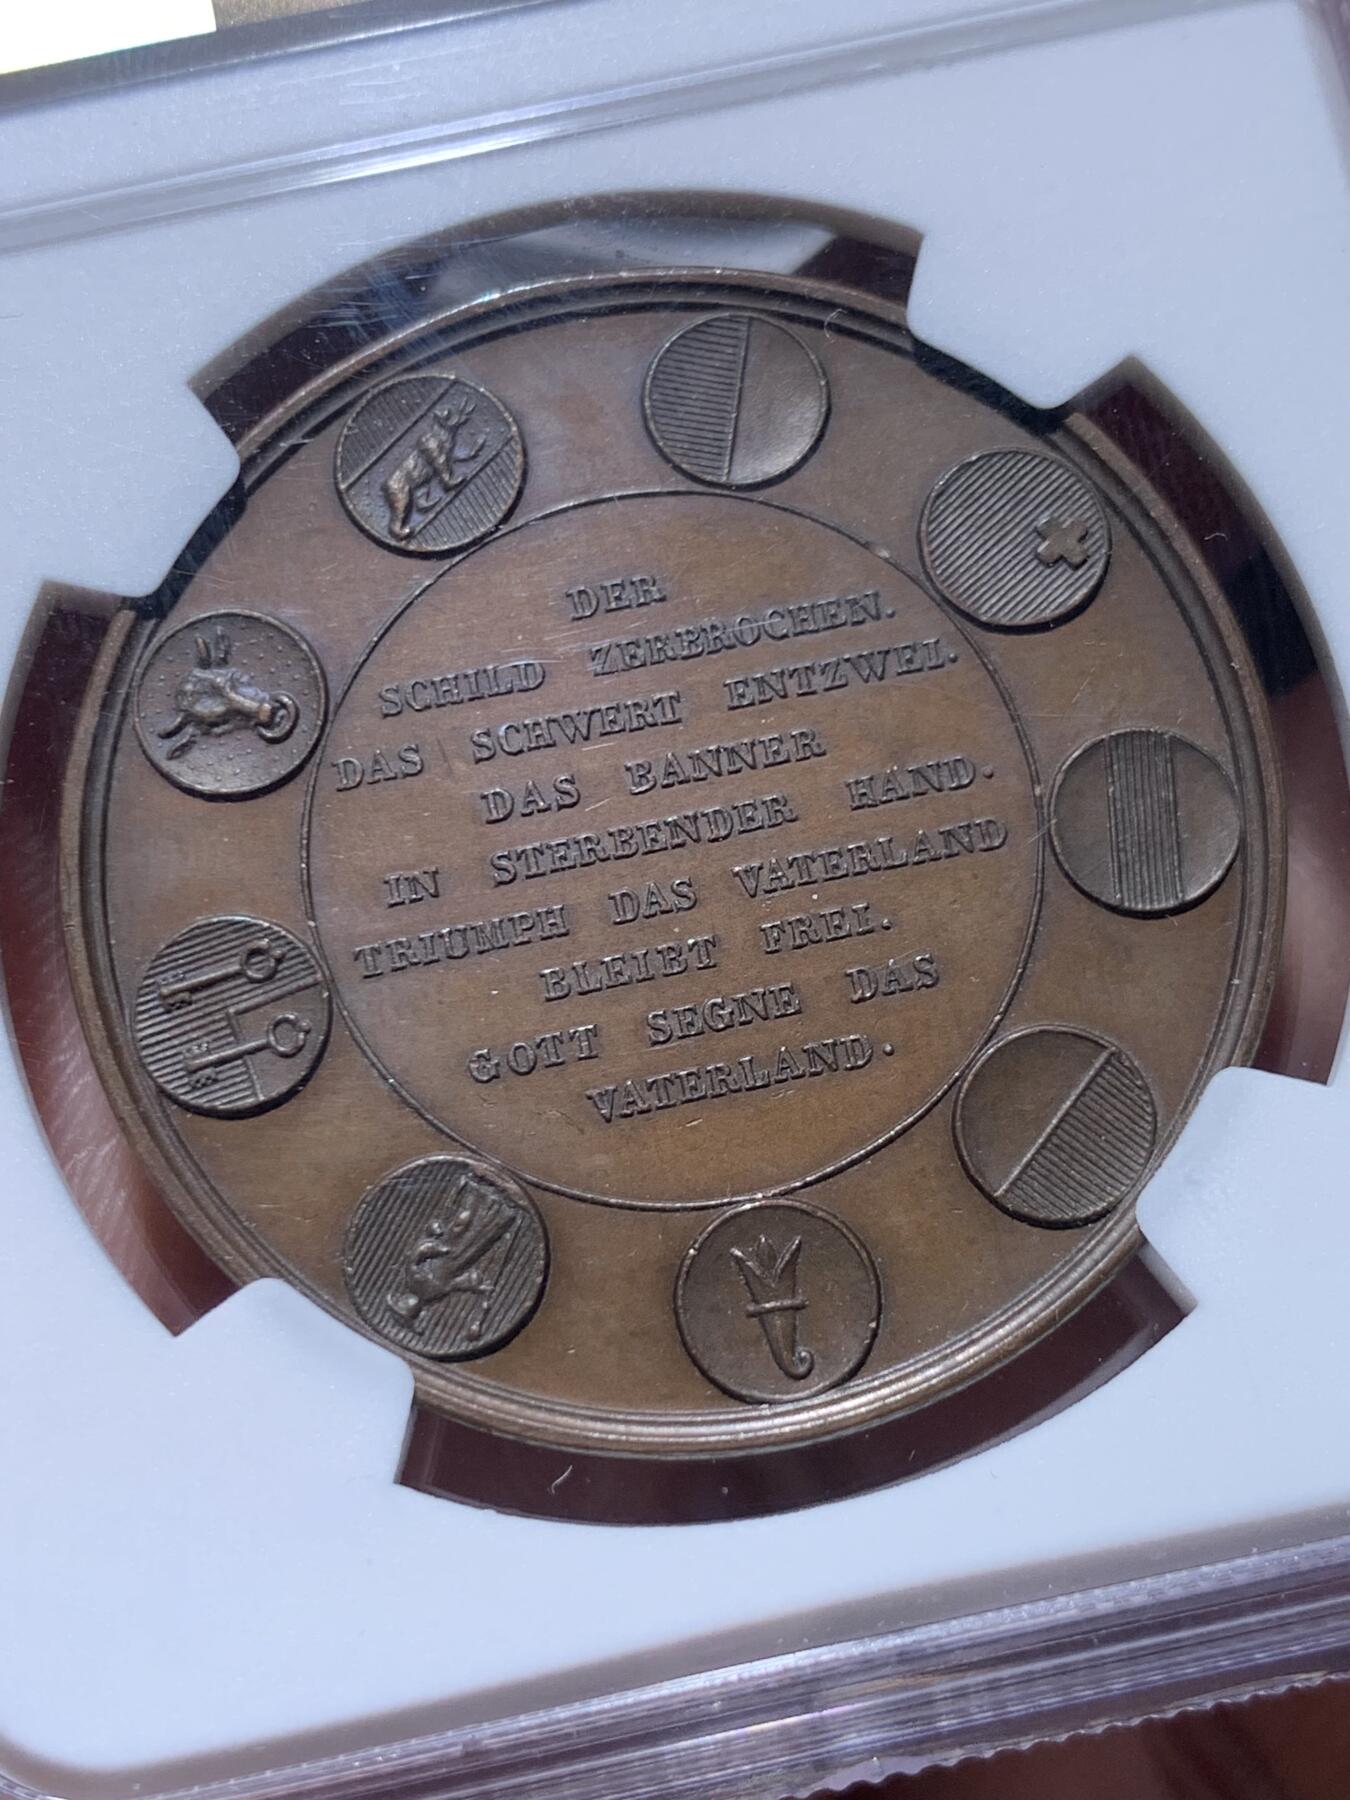 DER
SCHILD ZERBROCHEN.
DAS SCHWERT ENTZWEI.
DAS BANNER
IN STERBENDER HAND.
TRIUMPH DAS VATERLAND
BLEIBT FREI.
GOTT SEGNE DAS
VATERLAND.